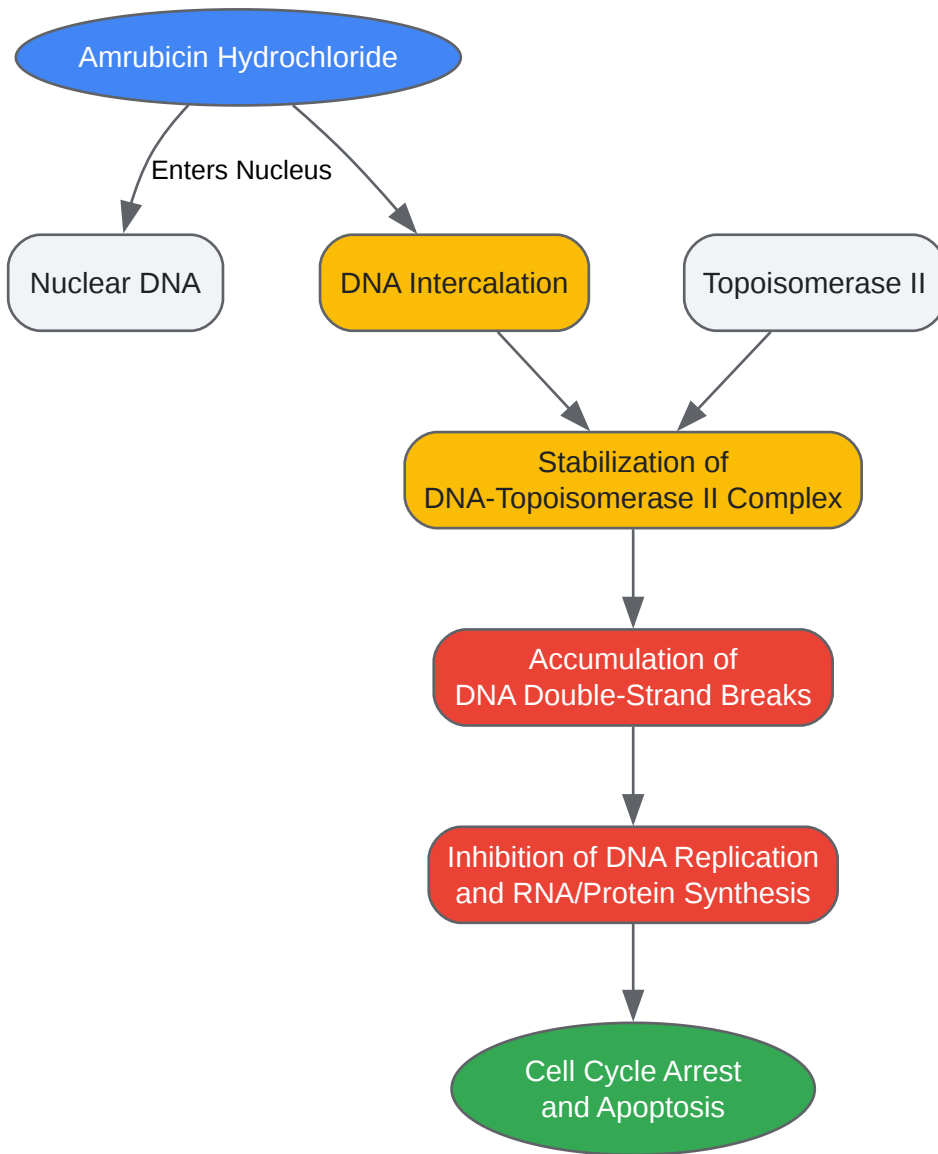 Amrubicin Hydrochloride
Enters Nucleus
Nuclear DNA
DNA Intercalation
Topoisomerase II
Stabilization of
DNA-Topoisomerase II Complex
Accumulation of
DNA Double-Strand Breaks
Inhibition of DNA Replication
and RNA/Protein Synthesis
Cell Cycle Arrest
and Apoptosis